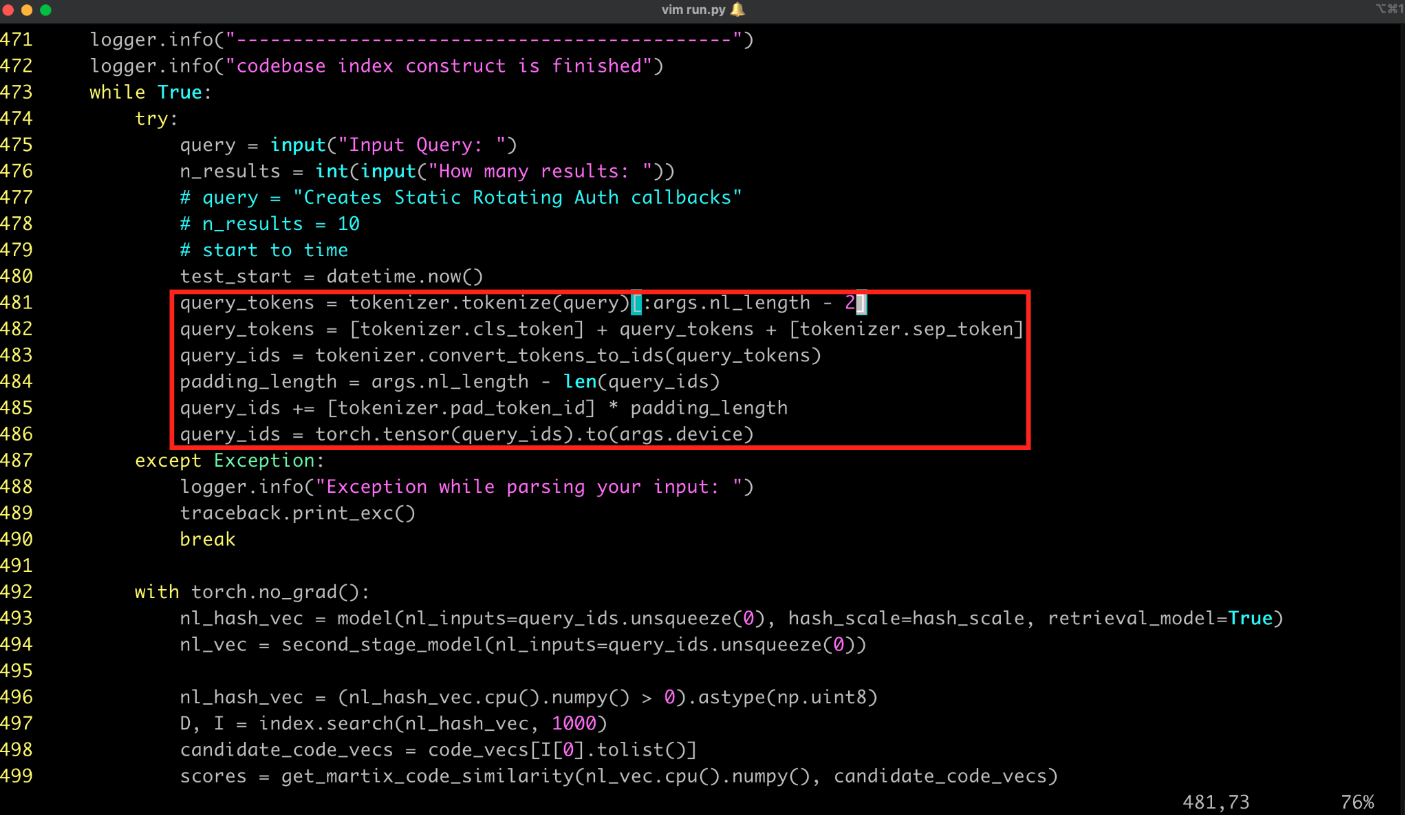 vim run.py 🔔
⌥⌘1
471     logger.info("--------------------------------------------")
472     logger.info("codebase index construct is finished")
473     while True:
474         try:
475             query = input("Input Query: ")
476             n_results = int(input("How many results: "))
477             # query = "Creates Static Rotating Auth callbacks"
478             # n_results = 10
479             # start to time
480             test_start = datetime.now()
481             query_tokens = tokenizer.tokenize(query)[:args.nl_length - 2]
482             query_tokens = [tokenizer.cls_token] + query_tokens + [tokenizer.sep_token]
483             query_ids = tokenizer.convert_tokens_to_ids(query_tokens)
484             padding_length = args.nl_length - len(query_ids)
485             query_ids += [tokenizer.pad_token_id] * padding_length
486             query_ids = torch.tensor(query_ids).to(args.device)
487         except Exception:
488             logger.info("Exception while parsing your input: ")
489             traceback.print_exc()
490             break
491
492         with torch.no_grad():
493             nl_hash_vec = model(nl_inputs=query_ids.unsqueeze(0), hash_scale=hash_scale, retrieval_model=True)
494             nl_vec = second_stage_model(nl_inputs=query_ids.unsqueeze(0))
495
496             nl_hash_vec = (nl_hash_vec.cpu().numpy() > 0).astype(np.uint8)
497             D, I = index.search(nl_hash_vec, 1000)
498             candidate_code_vecs = code_vecs[I[0].tolist()]
499             scores = get_martix_code_similarity(nl_vec.cpu().numpy(), candidate_code_vecs)
481,73 76%